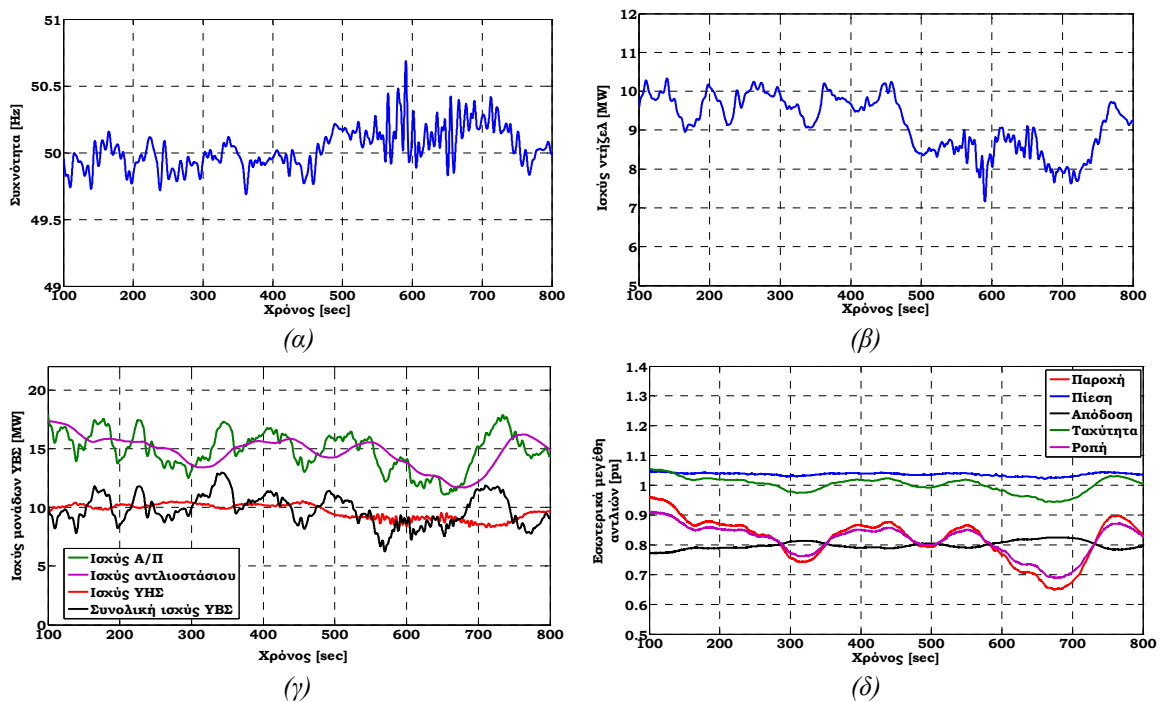 51
50.5
50
49.5
49
Συχνότητα [Hz]
100 200 300 400 500 600 700 800
Χρόνος [sec]
(α)
12
11
10
9
8
7
6
5
Ισχύς ντήζελ [MW]
100 200 300 400 500 600 700 800
Χρόνος [sec]
(β)
20
15
10
5
0
Ισχύς μονάδων ΥΒΣ [MW]
Ισχύς Α/Π
Ισχύς αντλιοστάσιου
Ισχύς ΥΗΣ
Συνολική ισχύς ΥΒΣ
100 200 300 400 500 600 700 800
Χρόνος [sec]
(γ)
1.4
1.3
1.2
1.1
1
0.9
0.8
0.7
0.6
0.5
Εσωτερικά μεγέθη
αντλιών [pu]
Παροχή
Πίεση
Απόδοση
Ταχύτητα
Ροπή
100 200 300 400 500 600 700 800
Χρόνος [sec]
(δ)